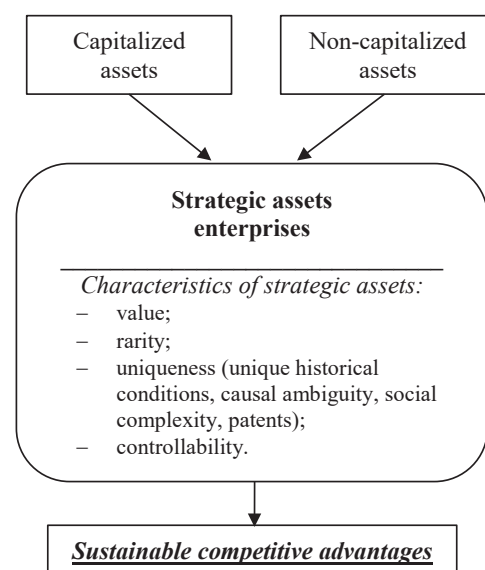 Capitalized
assets
Non-capitalized
assets
Strategic assets
enterprises
Characteristics of strategic assets:
– value;
– rarity;
– uniqueness (unique historical
conditions, causal ambiguity, social
complexity, patents);
– controllability.
Sustainable competitive advantages